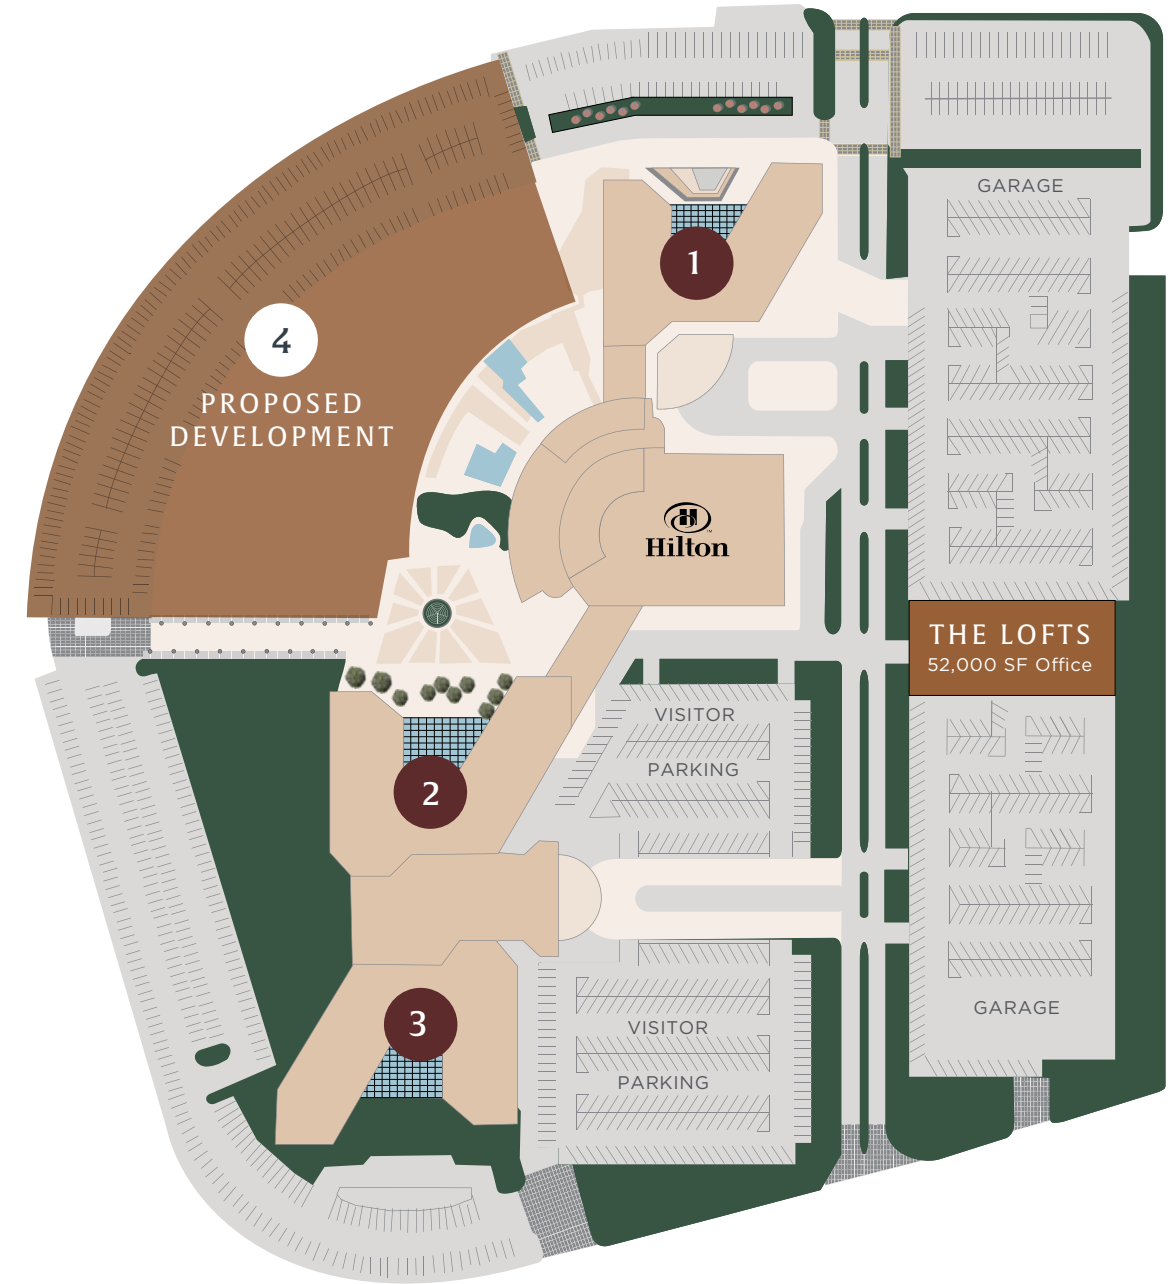 GARAGE
1
4
PROPOSED
DEVELOPMENT
H
Hilton
™
THE LOFTS
52,000 SF Office
VISITOR
PARKING
2
GARAGE
3
VISITOR
PARKING